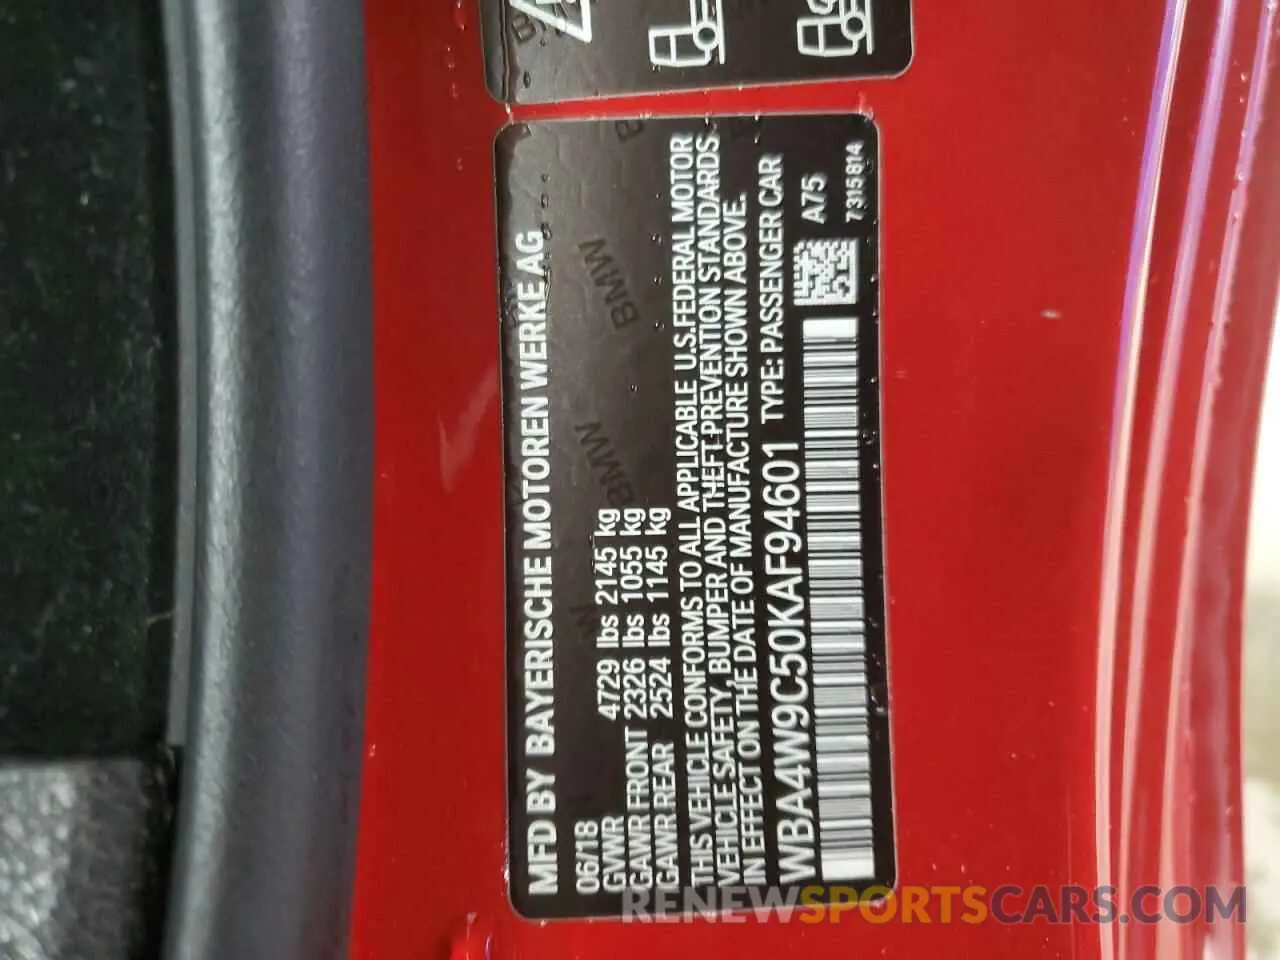 MFD BY BAYERISCHE MOTOREN WERKE AG
06/18
GVWR 4729 lbs 2145 kg
GAWR FRONT 2326 lbs 1055 kg
GAWR REAR 2524 lbs 1145 kg
THIS VEHICLE CONFORMS TO ALL APPLICABLE U.S. FEDERAL MOTOR
VEHICLE SAFETY, BUMPER AND THEFT PREVENTION STANDARDS
IN EFFECT ON THE DATE OF MANUFACTURE SHOWN ABOVE.
WBA4W9C50KAF94601 TYPE: PASSENGER CAR
A75
7315814
BMW
BMW
RENEWSPORTSCARS.COM